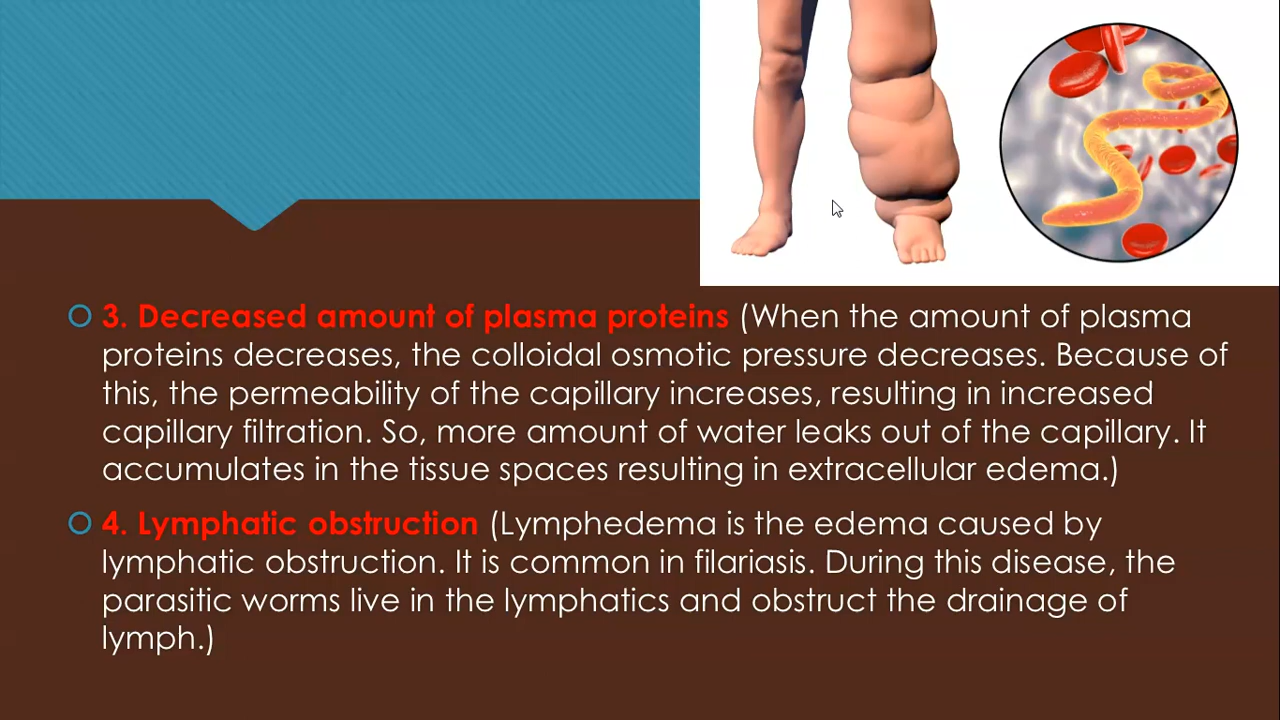 3. Decreased amount of plasma proteins (When the amount of plasma
proteins decreases, the colloidal osmotic pressure decreases. Because of
this, the permeability of the capillary increases, resulting in increased
capillary filtration. So, more amount of water leaks out of the capillary. It
accumulates in the tissue spaces resulting in extracellular edema.)
4. Lymphatic obstruction (Lymphedema is the edema caused by
lymphatic obstruction. It is common in filariasis. During this disease, the
parasitic worms live in the lymphatics and obstruct the drainage of
lymph.)